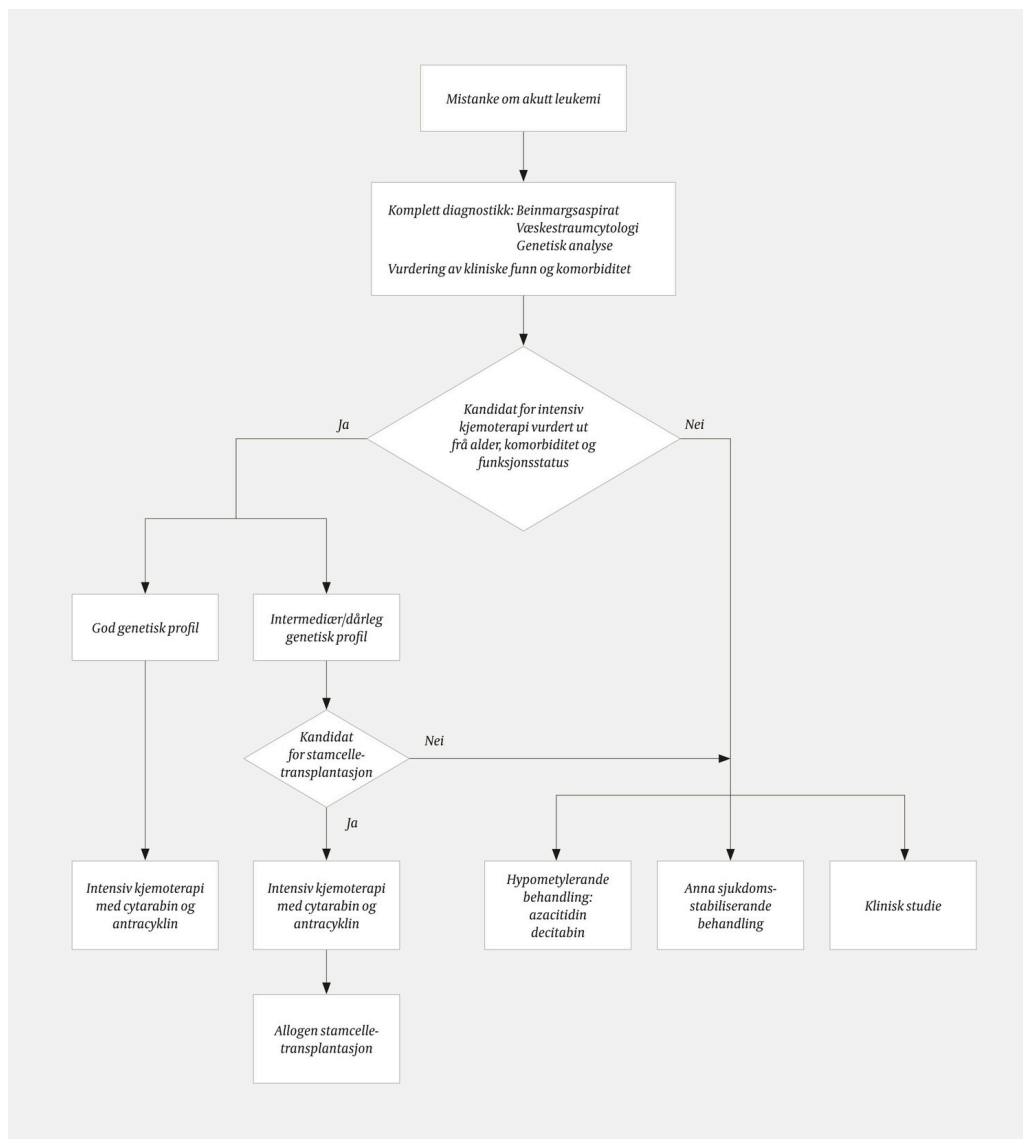 Mistanke om akutt leukemi
Komplett diagnostikk: Beinmargsaspirat
Væskestraumcytologi
Genetisk analyse
Vurdering av kliniske funn og komorbiditet
Kandidat for intensiv
kjemoterapi vurdert ut
frå alder, komorbiditet og
funksjonsstatus
Ja
Nei
God genetisk profil
Intermediær/dårleg
genetisk profil
Kandidat
for stamcelle-
transplantasjon
Nei
Ja
Intensiv kjemoterapi
med cytarabin og
antracyklin
Intensiv kjemoterapi
med cytarabin og
antracyklin
Hypometylerande
behandling:
azacitidin
decitabin
Anna sjukdoms-
stabiliserande
behandling
Klinisk studie
Allogen stamcelle-
transplantasjon